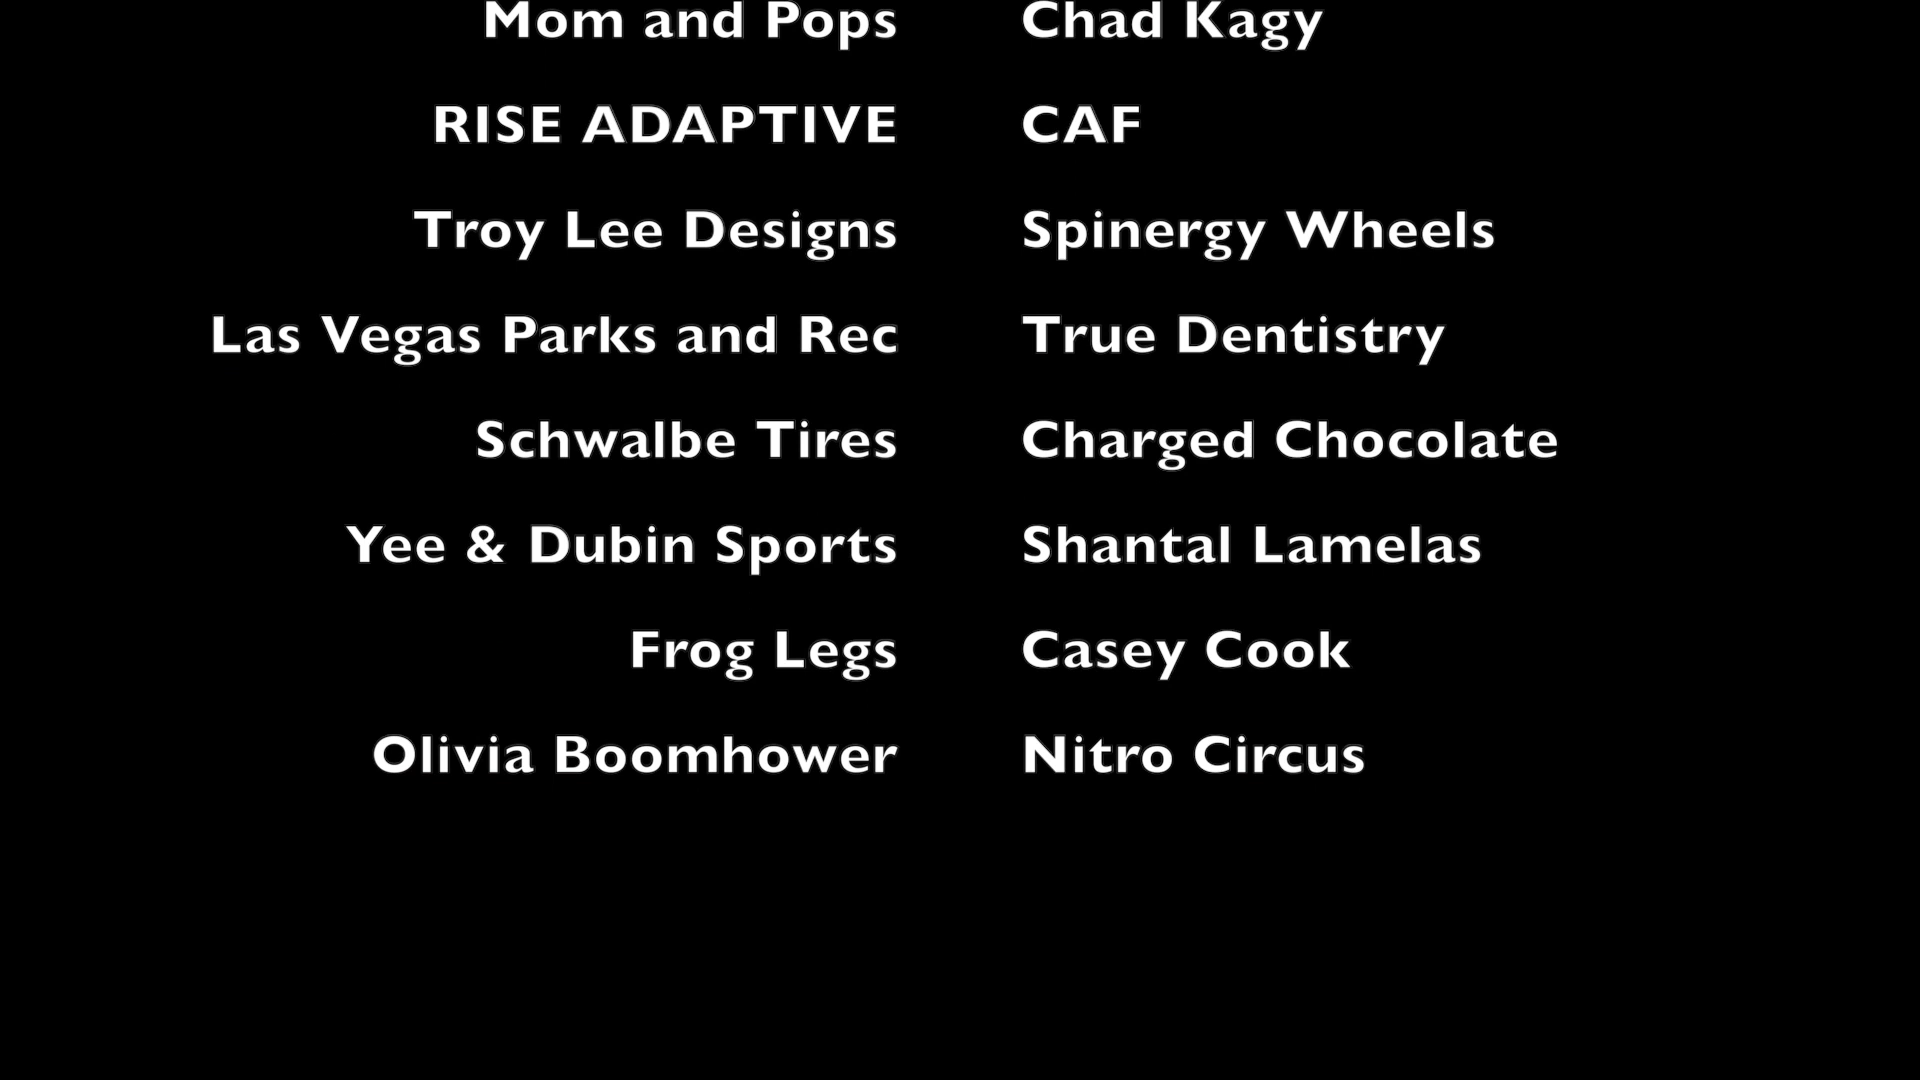 Mom and Pops Chad Kagy
RISE ADAPTIVE CAF
Troy Lee Designs Spinergy Wheels
Las Vegas Parks and Rec True Dentistry
Schwalbe Tires Charged Chocolate
Yee & Dubin Sports Shantal Lamelas
Frog Legs Casey Cook
Olivia Boomhower Nitro Circus